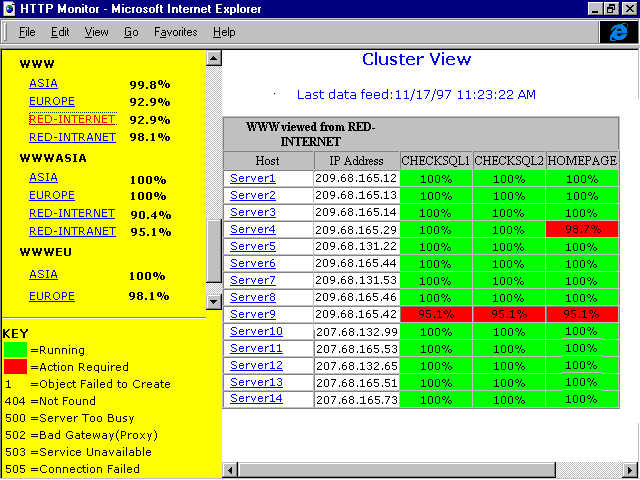 HTTP Monitor - Microsoft Internet Explorer
File Edit View Go Favorites Help
WWW
ASIA 99.8%
EUROPE 92.9%
RED-INTERNET 92.9%
RED-INTRANET 98.1%
WWWASIA
ASIA 100%
EUROPE 100%
RED-INTERNET 90.4%
RED-INTRANET 95.1%
WWWEU
ASIA 100%
EUROPE 98.1%
KEY
=Running
=Action Required
1 =Object Failed to Create
404 =Not Found
500 =Server Too Busy
502 =Bad Gateway(Proxy)
503 =Service Unavailable
505 =Connection Failed
Cluster View
Last data feed:11/17/97 11:23:22 AM
WWW viewed from RED-
INTERNET
Host IP Address CHECKSQL1 CHECKSQL2 HOMEPAGE
Server1 209.68.165.12 100% 100% 100%
Server2 209.68.165.13 100% 100% 100%
Server3 209.68.165.14 100% 100% 100%
Server4 209.68.165.29 100% 100% 98.7%
Server5 209.68.131.22 100% 100% 100%
Server6 209.68.165.44 100% 100% 100%
Server7 209.68.131.53 100% 100% 100%
Server8 209.68.165.46 100% 100% 100%
Server9 209.68.165.42 95.1% 95.1% 95.1%
Server10 207.68.132.99 100% 100% 100%
Server11 207.68.165.53 100% 100% 100%
Server12 207.68.132.65 100% 100% 100%
Server13 207.68.165.51 100% 100% 100%
Server14 207.68.165.73 100% 100% 100%